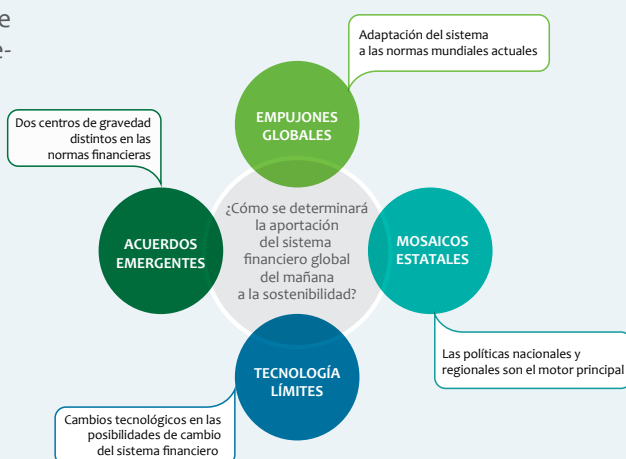 e
e-
Adaptación del sistema
a las normas mundiales actuales
EMPUJONES
GLOBALES
Dos centros de gravedad
distintos en las
normas financieras
ACUERDOS
EMERGENTES
¿Cómo se determinará
la aportación
del sistema
financiero global
del mañana
a la sostenibilidad?
MOSAICOS
ESTATALES
Las políticas nacionales y
regionales son el motor principal
TECNOLOGÍA
LÍMITES
Cambios tecnológicos en las
posibilidades de cambio
del sistema financiero